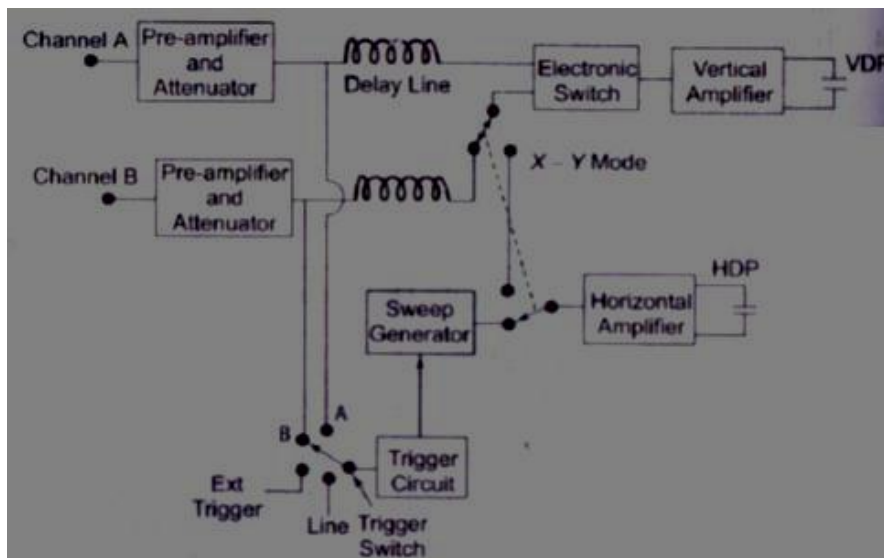 Channel A
Pre-amplifier
and
Attenuator
Delay Line
Electronic
Switch
Vertical
Amplifier
VDP
Channel B
Pre-amplifier
and
Attenuator
X - Y Mode
HDP
Sweep
Generator
Horizontal
Amplifier
A
B
Ext
Trigger
Line
Trigger
Switch
Trigger
Circuit